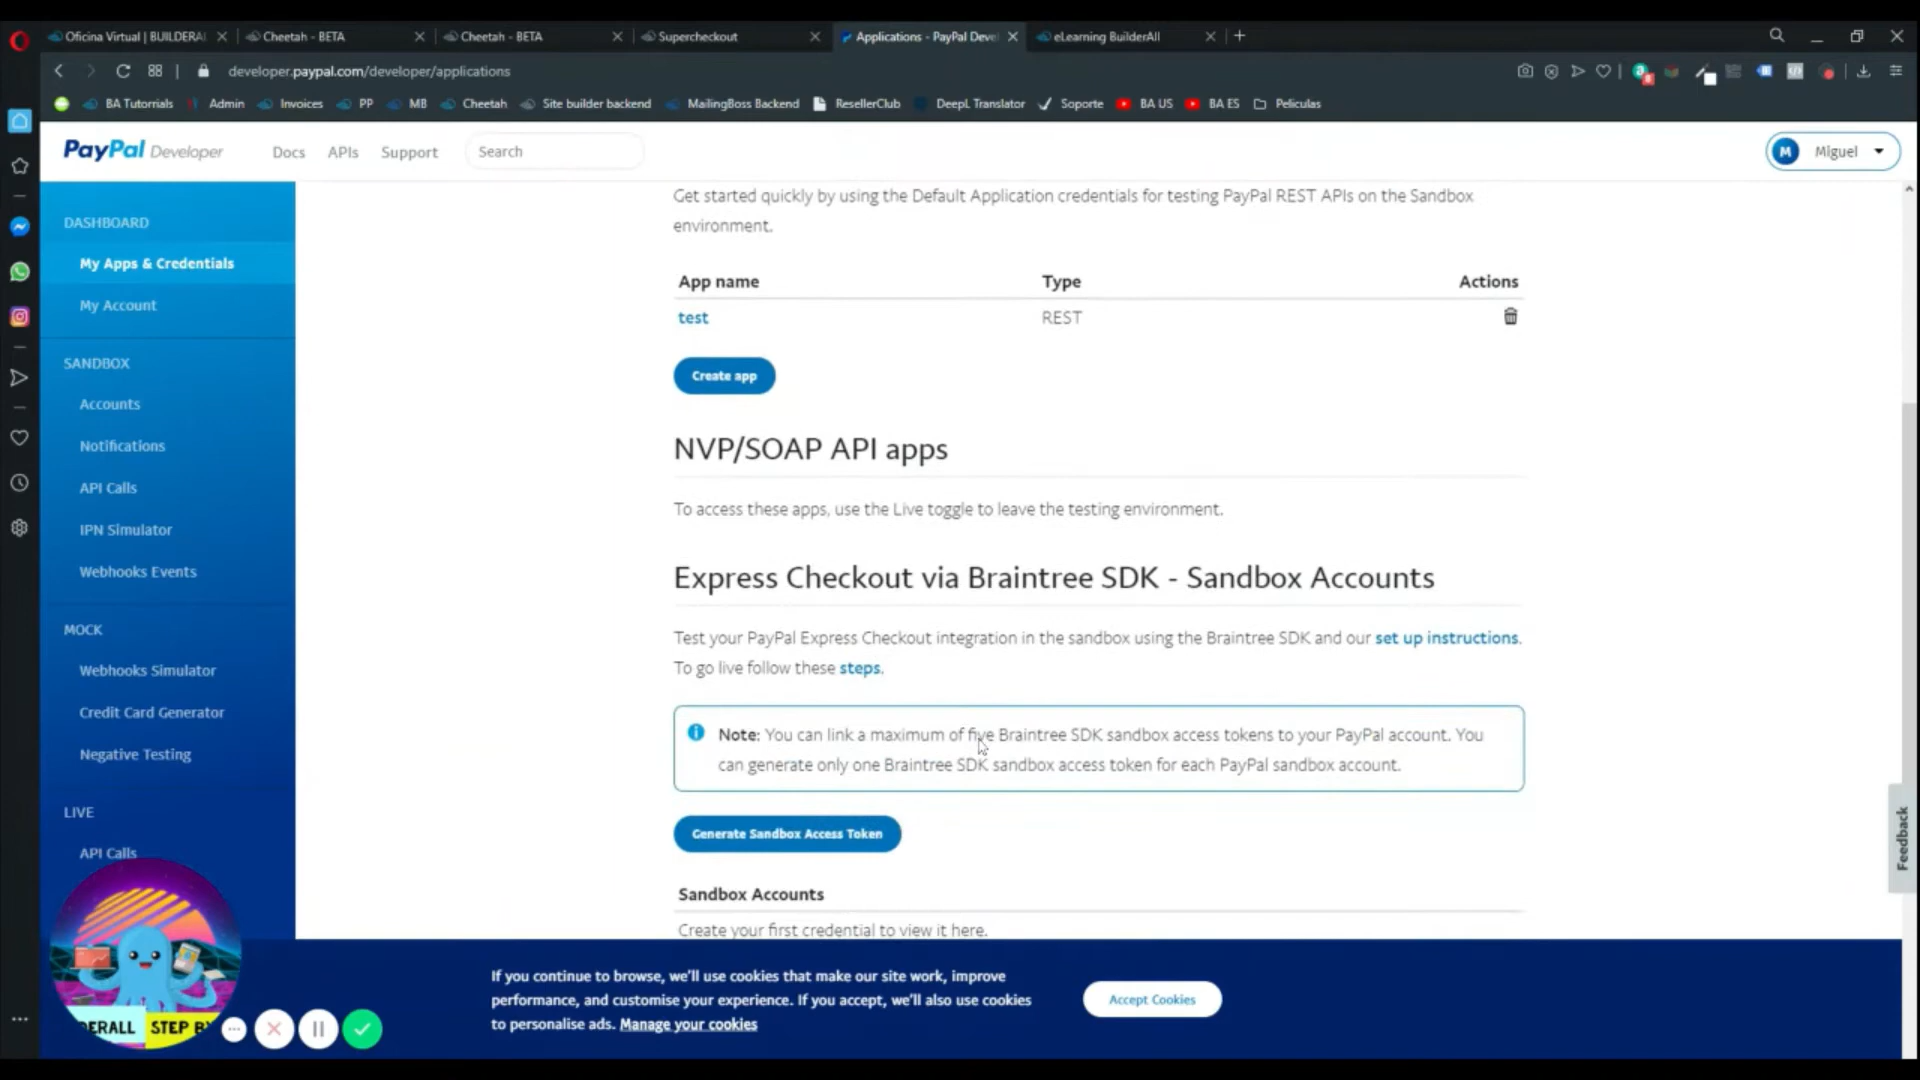 Oficina Virtual | BUILDERA
Cheetah - BETA
Cheetah - BETA
Supercheckout
Applications - PayPal Deve
eLearning BuilderAll
developer.paypal.com/developer/applications
BA Tutorrials
Admin
Invoices
PP
MB
Cheetah
Site builder backend
MailingBoss Backend
ResellerClub
DeepL Translator
Soporte
BA US
BA ES
Peliculas
PayPal Developer
Docs
APIs
Support
Search
M
Miguel
DASHBOARD
My Apps & Credentials
My Account
SANDBOX
Accounts
Notifications
API Calls
IPN Simulator
Webhooks Events
MOCK
Webhooks Simulator
Credit Card Generator
Negative Testing
LIVE
API Calls
Get started quickly by using the Default Application credentials for testing PayPal REST APIs on the Sandbox
environment.
App name
Type
Actions
test
REST
Create app
NVP/SOAP API apps
To access these apps, use the Live toggle to leave the testing environment.
Express Checkout via Braintree SDK - Sandbox Accounts
Test your PayPal Express Checkout integration in the sandbox using the Braintree SDK and our set up instructions.
To go live follow these steps.
Note: You can link a maximum of five Braintree SDK sandbox access tokens to your PayPal account. You
can generate only one Braintree SDK sandbox access token for each PayPal sandbox account.
Generate Sandbox Access Token
Sandbox Accounts
Create your first credential to view it here.
Feedback
If you continue to browse, we'll use cookies that make our site work, improve
performance, and customise your experience. If you accept, we'll also use cookies
to personalise ads. Manage your cookies
Accept Cookies
DERALL STEP B